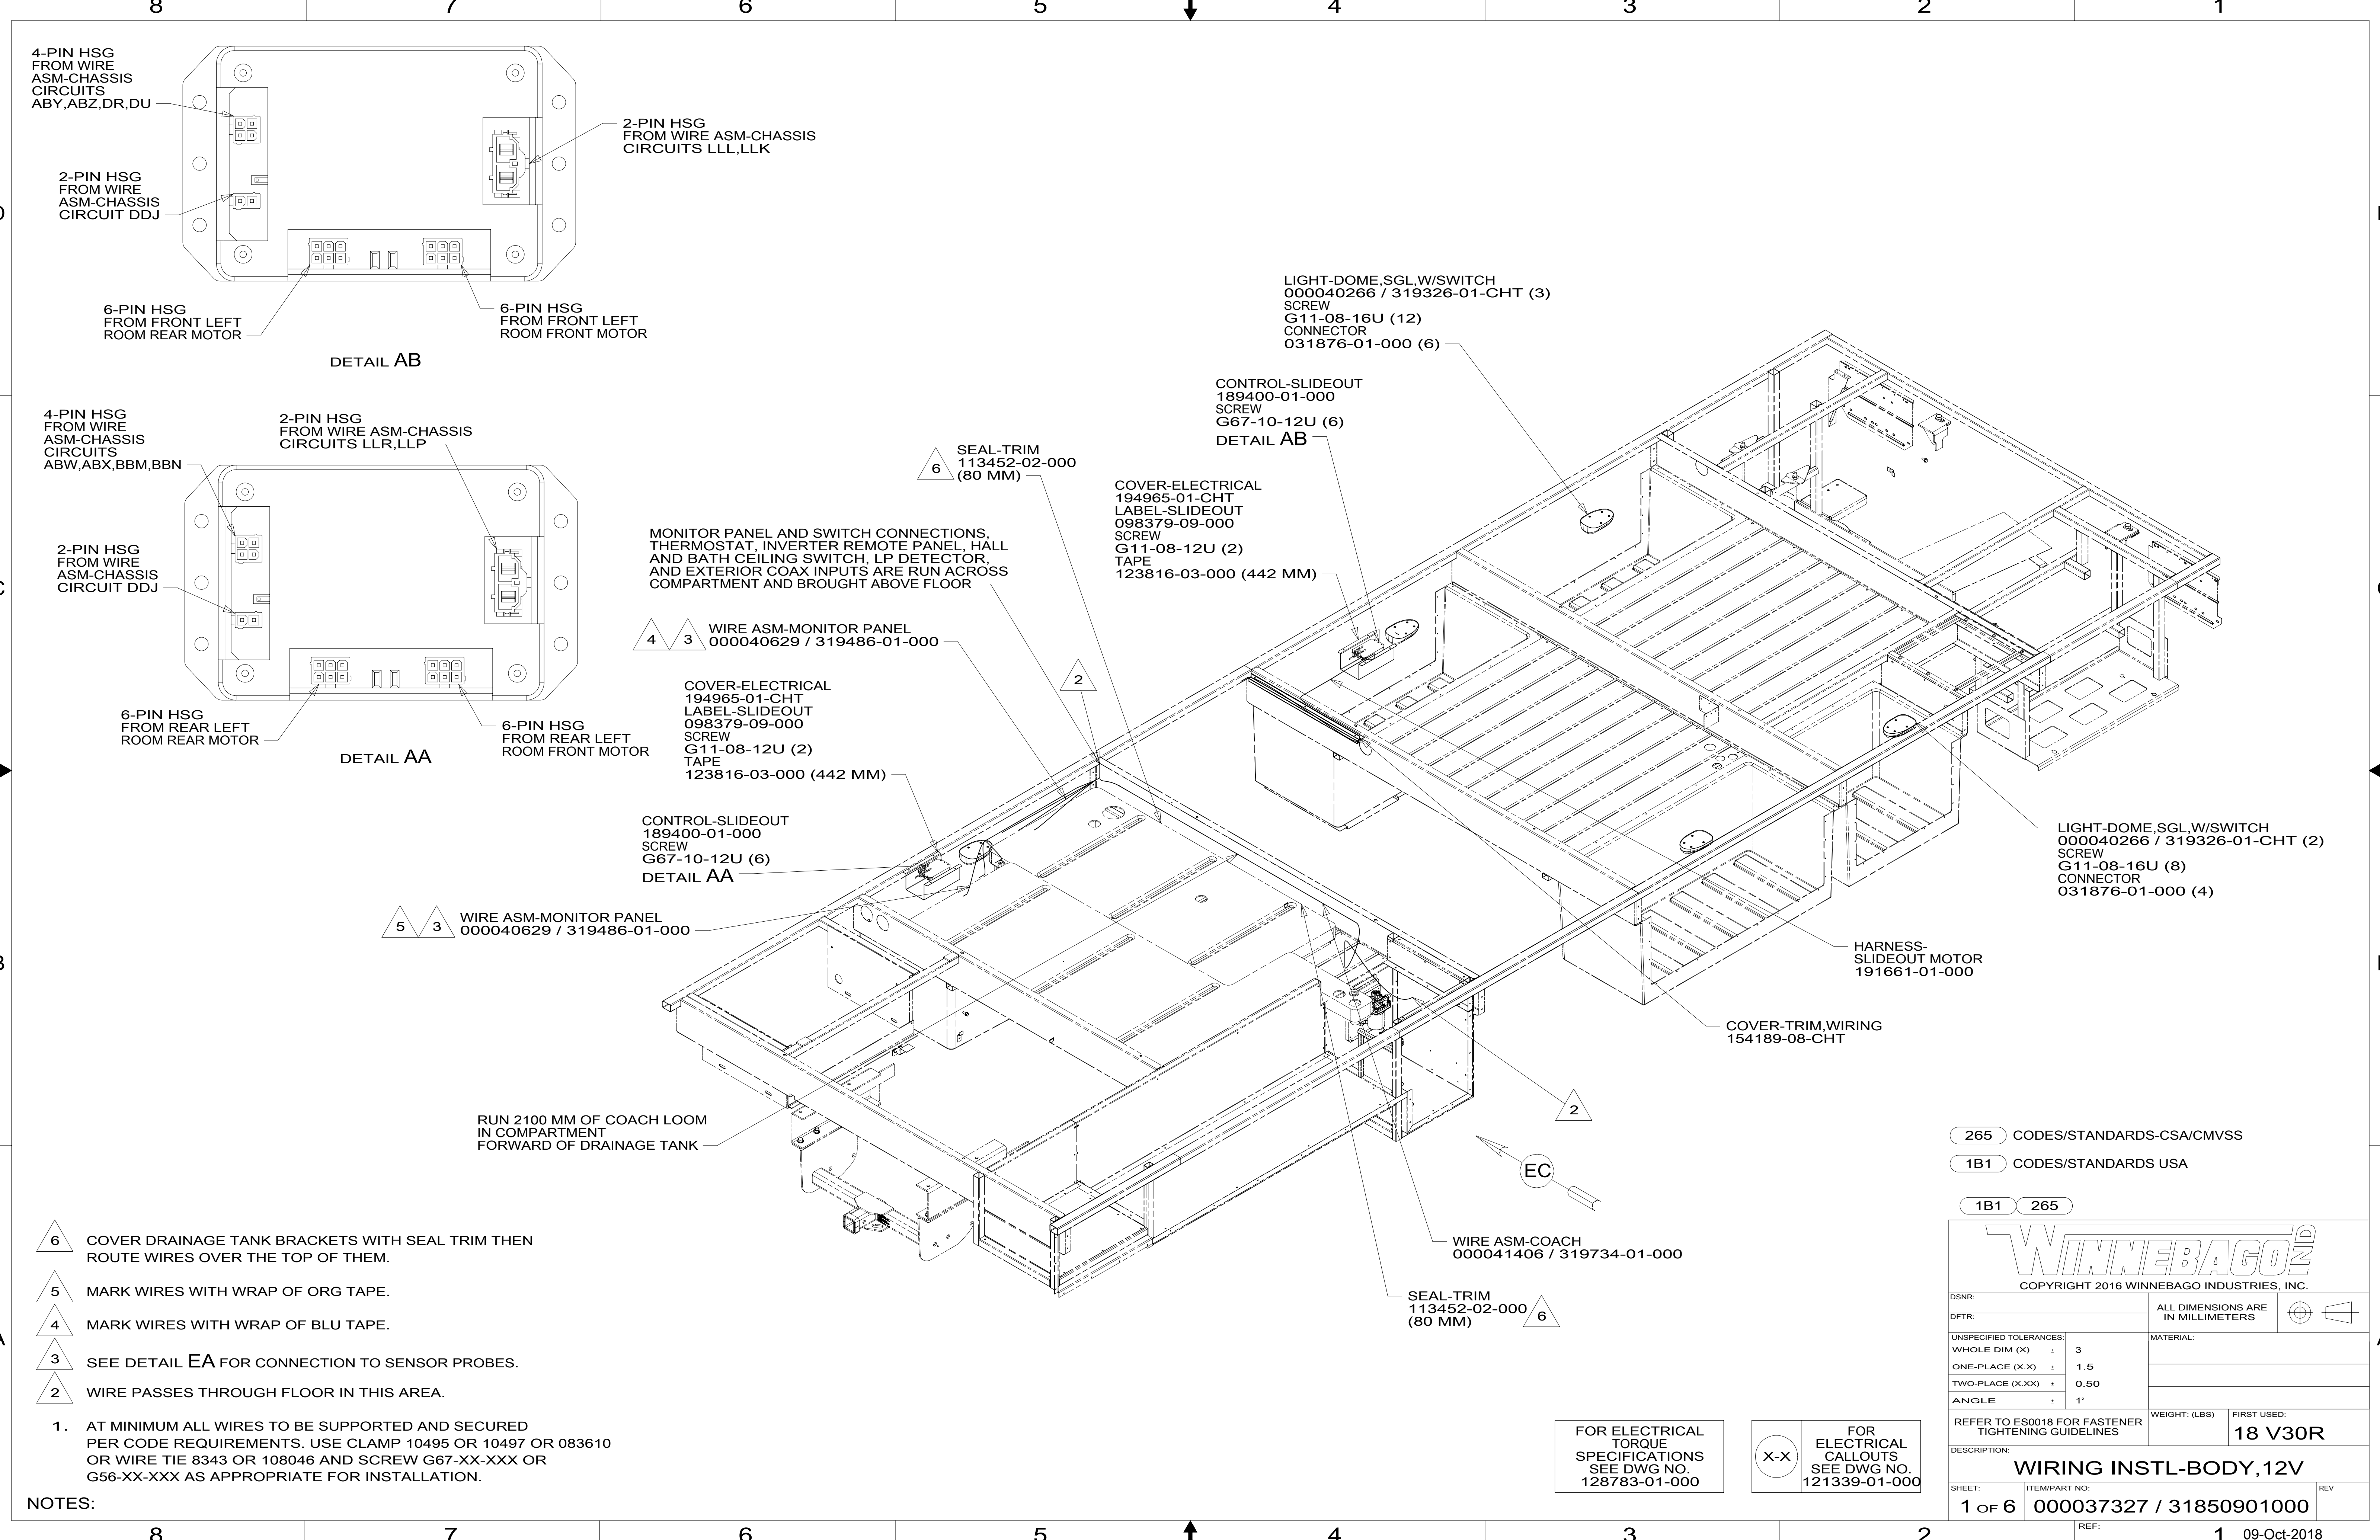 8 7 6 5 4 3 2 1
4-PIN HSG
FROM WIRE
ASM-CHASSIS
CIRCUITS
ABY,ABZ,DR,DU
2-PIN HSG
FROM WIRE
ASM-CHASSIS
CIRCUIT DDJ
2-PIN HSG
FROM WIRE ASM-CHASSIS
CIRCUITS LLL,LLK
6-PIN HSG
FROM FRONT LEFT
ROOM REAR MOTOR
6-PIN HSG
FROM FRONT LEFT
ROOM FRONT MOTOR
DETAIL AB
4-PIN HSG
FROM WIRE
ASM-CHASSIS
CIRCUITS
ABW,ABX,BBM,BBN
2-PIN HSG
FROM WIRE ASM-CHASSIS
CIRCUITS LLR,LLP
2-PIN HSG
FROM WIRE
ASM-CHASSIS
CIRCUIT DDJ
6-PIN HSG
FROM REAR LEFT
ROOM REAR MOTOR
6-PIN HSG
FROM REAR LEFT
ROOM FRONT MOTOR
DETAIL AA
LIGHT-DOME,SGL,W/SWITCH
000040266 / 319326-01-CHT (3)
SCREW
G11-08-16U (12)
CONNECTOR
031876-01-000 (6)
CONTROL-SLIDEOUT
189400-01-000
SCREW
G67-10-12U (6)
DETAIL AB
6
SEAL-TRIM
113452-02-000
(80 MM)
COVER-ELECTRICAL
194965-01-CHT
LABEL-SLIDEOUT
098379-09-000
SCREW
G11-08-12U (2)
TAPE
123816-03-000 (442 MM)
MONITOR PANEL AND SWITCH CONNECTIONS,
THERMOSTAT, INVERTER REMOTE PANEL, HALL
AND BATH CEILING SWITCH, LP DETECTOR,
AND EXTERIOR COAX INPUTS ARE RUN ACROSS
COMPARTMENT AND BROUGHT ABOVE FLOOR
4 3
WIRE ASM-MONITOR PANEL
000040629 / 319486-01-000
2
COVER-ELECTRICAL
194965-01-CHT
LABEL-SLIDEOUT
098379-09-000
SCREW
G11-08-12U (2)
TAPE
123816-03-000 (442 MM)
CONTROL-SLIDEOUT
189400-01-000
SCREW
G67-10-12U (6)
DETAIL AA
5 3
WIRE ASM-MONITOR PANEL
000040629 / 319486-01-000
LIGHT-DOME,SGL,W/SWITCH
000040266 / 319326-01-CHT (2)
SCREW
G11-08-16U (8)
CONNECTOR
031876-01-000 (4)
HARNESS-
SLIDEOUT MOTOR
191661-01-000
COVER-TRIM,WIRING
154189-08-CHT
2
RUN 2100 MM OF COACH LOOM
IN COMPARTMENT
FORWARD OF DRAINAGE TANK
EC
WIRE ASM-COACH
000041406 / 319734-01-000
SEAL-TRIM
113452-02-000
(80 MM)
6
265 CODES/STANDARDS-CSA/CMVSS
1B1 CODES/STANDARDS USA
1B1 265
6 COVER DRAINAGE TANK BRACKETS WITH SEAL TRIM THEN
ROUTE WIRES OVER THE TOP OF THEM.
5 MARK WIRES WITH WRAP OF ORG TAPE.
4 MARK WIRES WITH WRAP OF BLU TAPE.
3 SEE DETAIL EA FOR CONNECTION TO SENSOR PROBES.
2 WIRE PASSES THROUGH FLOOR IN THIS AREA.
1. AT MINIMUM ALL WIRES TO BE SUPPORTED AND SECURED
PER CODE REQUIREMENTS. USE CLAMP 10495 OR 10497 OR 083610
OR WIRE TIE 8343 OR 108046 AND SCREW G67-XX-XXX OR
G56-XX-XXX AS APPROPRIATE FOR INSTALLATION.
NOTES:
FOR ELECTRICAL
TORQUE
SPECIFICATIONS
SEE DWG NO.
128783-01-000
X-X
FOR
ELECTRICAL
CALLOUTS
SEE DWG NO.
121339-01-000
WINNEBAGO IND
COPYRIGHT 2016 WINNEBAGO INDUSTRIES, INC.
DSNR:
DFTR:
ALL DIMENSIONS ARE
IN MILLIMETERS
UNSPECIFIED TOLERANCES:
WHOLE DIM (X) ± 3
ONE-PLACE (X.X) ± 1.5
TWO-PLACE (X.XX) ± 0.50
ANGLE ± 1°
MATERIAL:
REFER TO ES0018 FOR FASTENER
TIGHTENING GUIDELINES
WEIGHT: (LBS)
FIRST USED:
18 V30R
DESCRIPTION:
WIRING INSTL-BODY,12V
SHEET:
1 OF 6
ITEM/PART NO:
000037327 / 31850901000
REV
8 7 6 5 4 3 2 1
REF:
09-Oct-2018